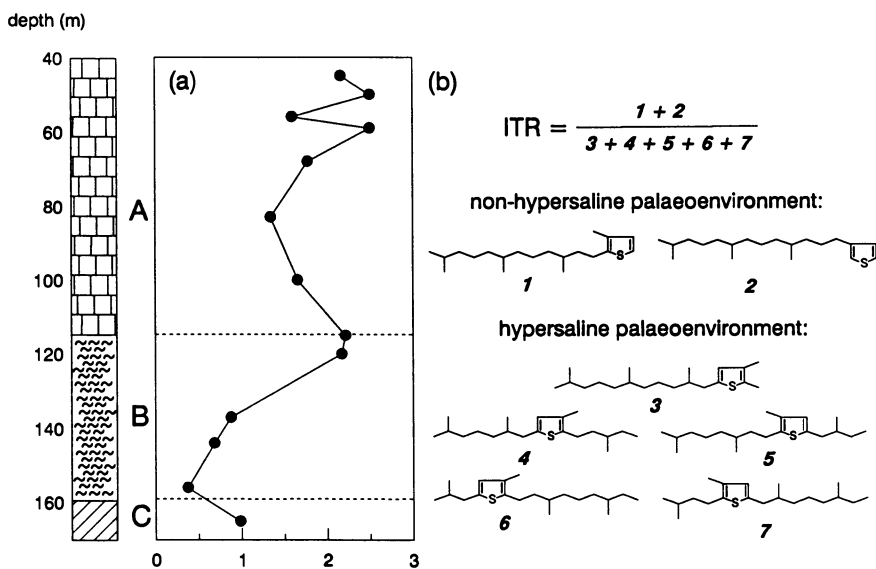 depth (m)
40
60
80
100
120
140
160
A
B
C
(a)
0
1
2
3
(b)
ITR = 1 + 2
3 + 4 + 5 + 6 + 7
non-hypersaline palaeoenvironment:
S
S
1
2
hypersaline palaeoenvironment:
S
3
S
S
4
5
S
S
6
7